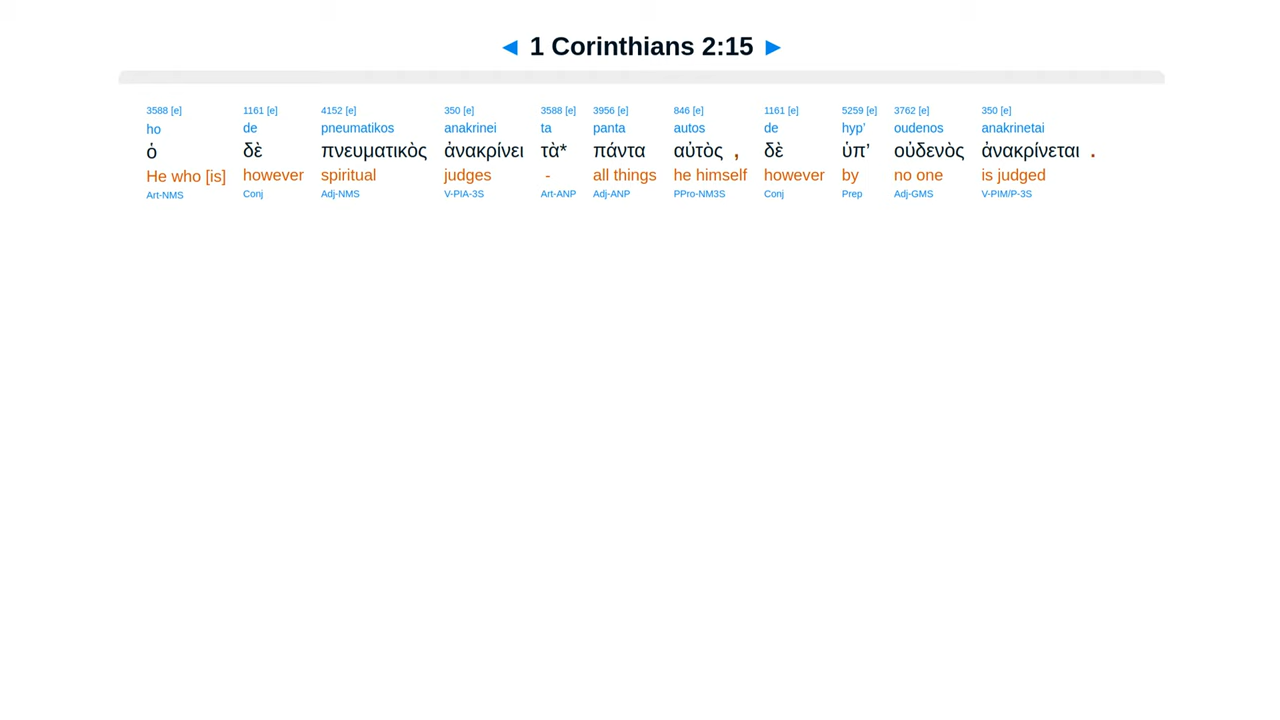 ◄ 1 Corinthians 2:15 ►
3588 [e] 1161 [e] 4152 [e] 350 [e] 3588 [e] 3956 [e] 846 [e] 1161 [e] 5259 [e] 3762 [e] 350 [e]
ho de pneumatikos anakrinei ta panta autos de hyp’ oudenos anakrinetai
ὁ δὲ πνευματικὸς ἀνακρίνει τὰ* πάντα αὐτὸς , δὲ ὑπ’ οὐδενὸς ἀνακρίνεται .
He who [is] however spiritual judges - all things he himself however by no one is judged
Art-NMS Conj Adj-NMS V-PIA-3S Art-ANP Adj-ANP PPro-NM3S Conj Prep Adj-GMS V-PIM/P-3S